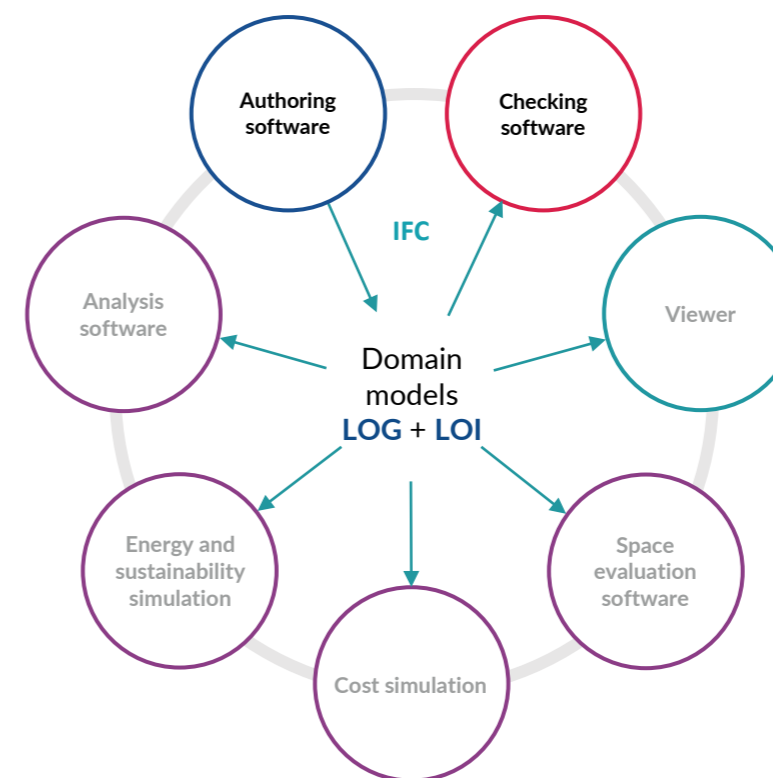 Authoring
software
Checking
software
IFC
Analysis
software
Viewer
Domain
models
LOG + LOI
Energy and
sustainability
simulation
Space
evaluation
software
Cost simulation